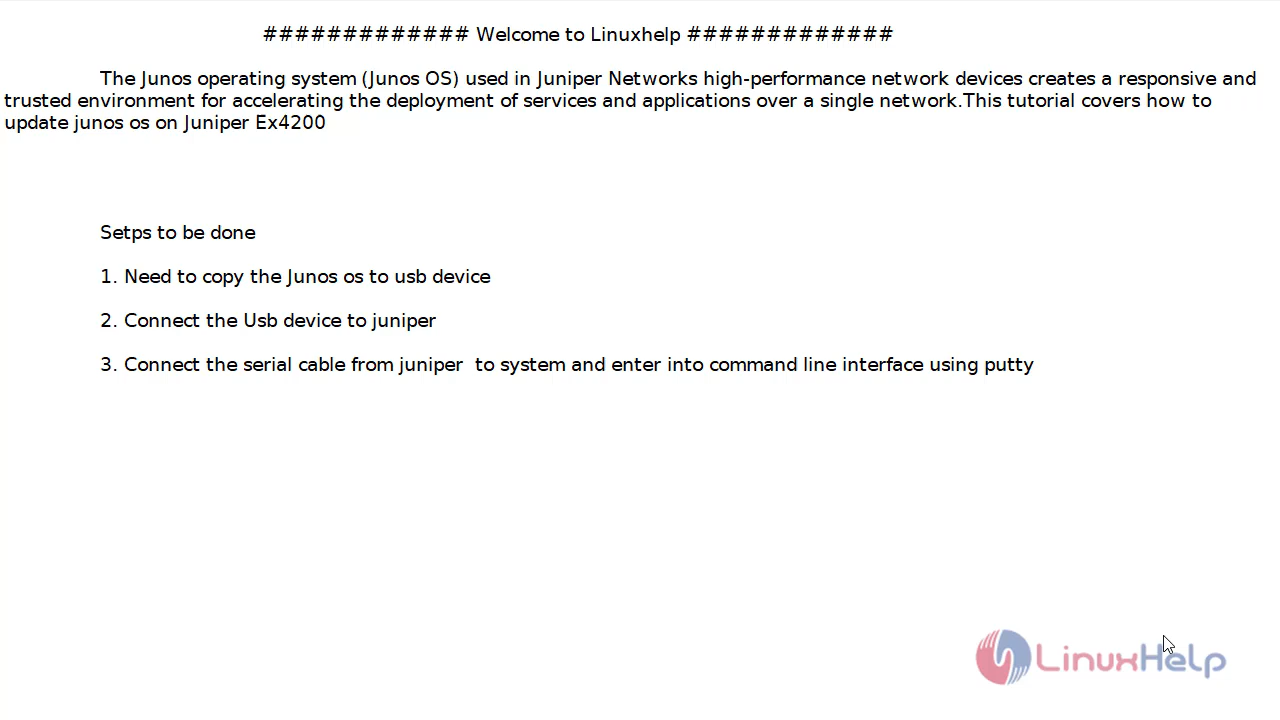 ############# Welcome to Linuxhelp #############
The Junos operating system (Junos OS) used in Juniper Networks high-performance network devices creates a responsive and
trusted environment for accelerating the deployment of services and applications over a single network.This tutorial covers how to
update junos os on Juniper Ex4200
Setps to be done
1. Need to copy the Junos os to usb device
2. Connect the Usb device to juniper
3. Connect the serial cable from juniper  to system and enter into command line interface using putty
LinuxHelp